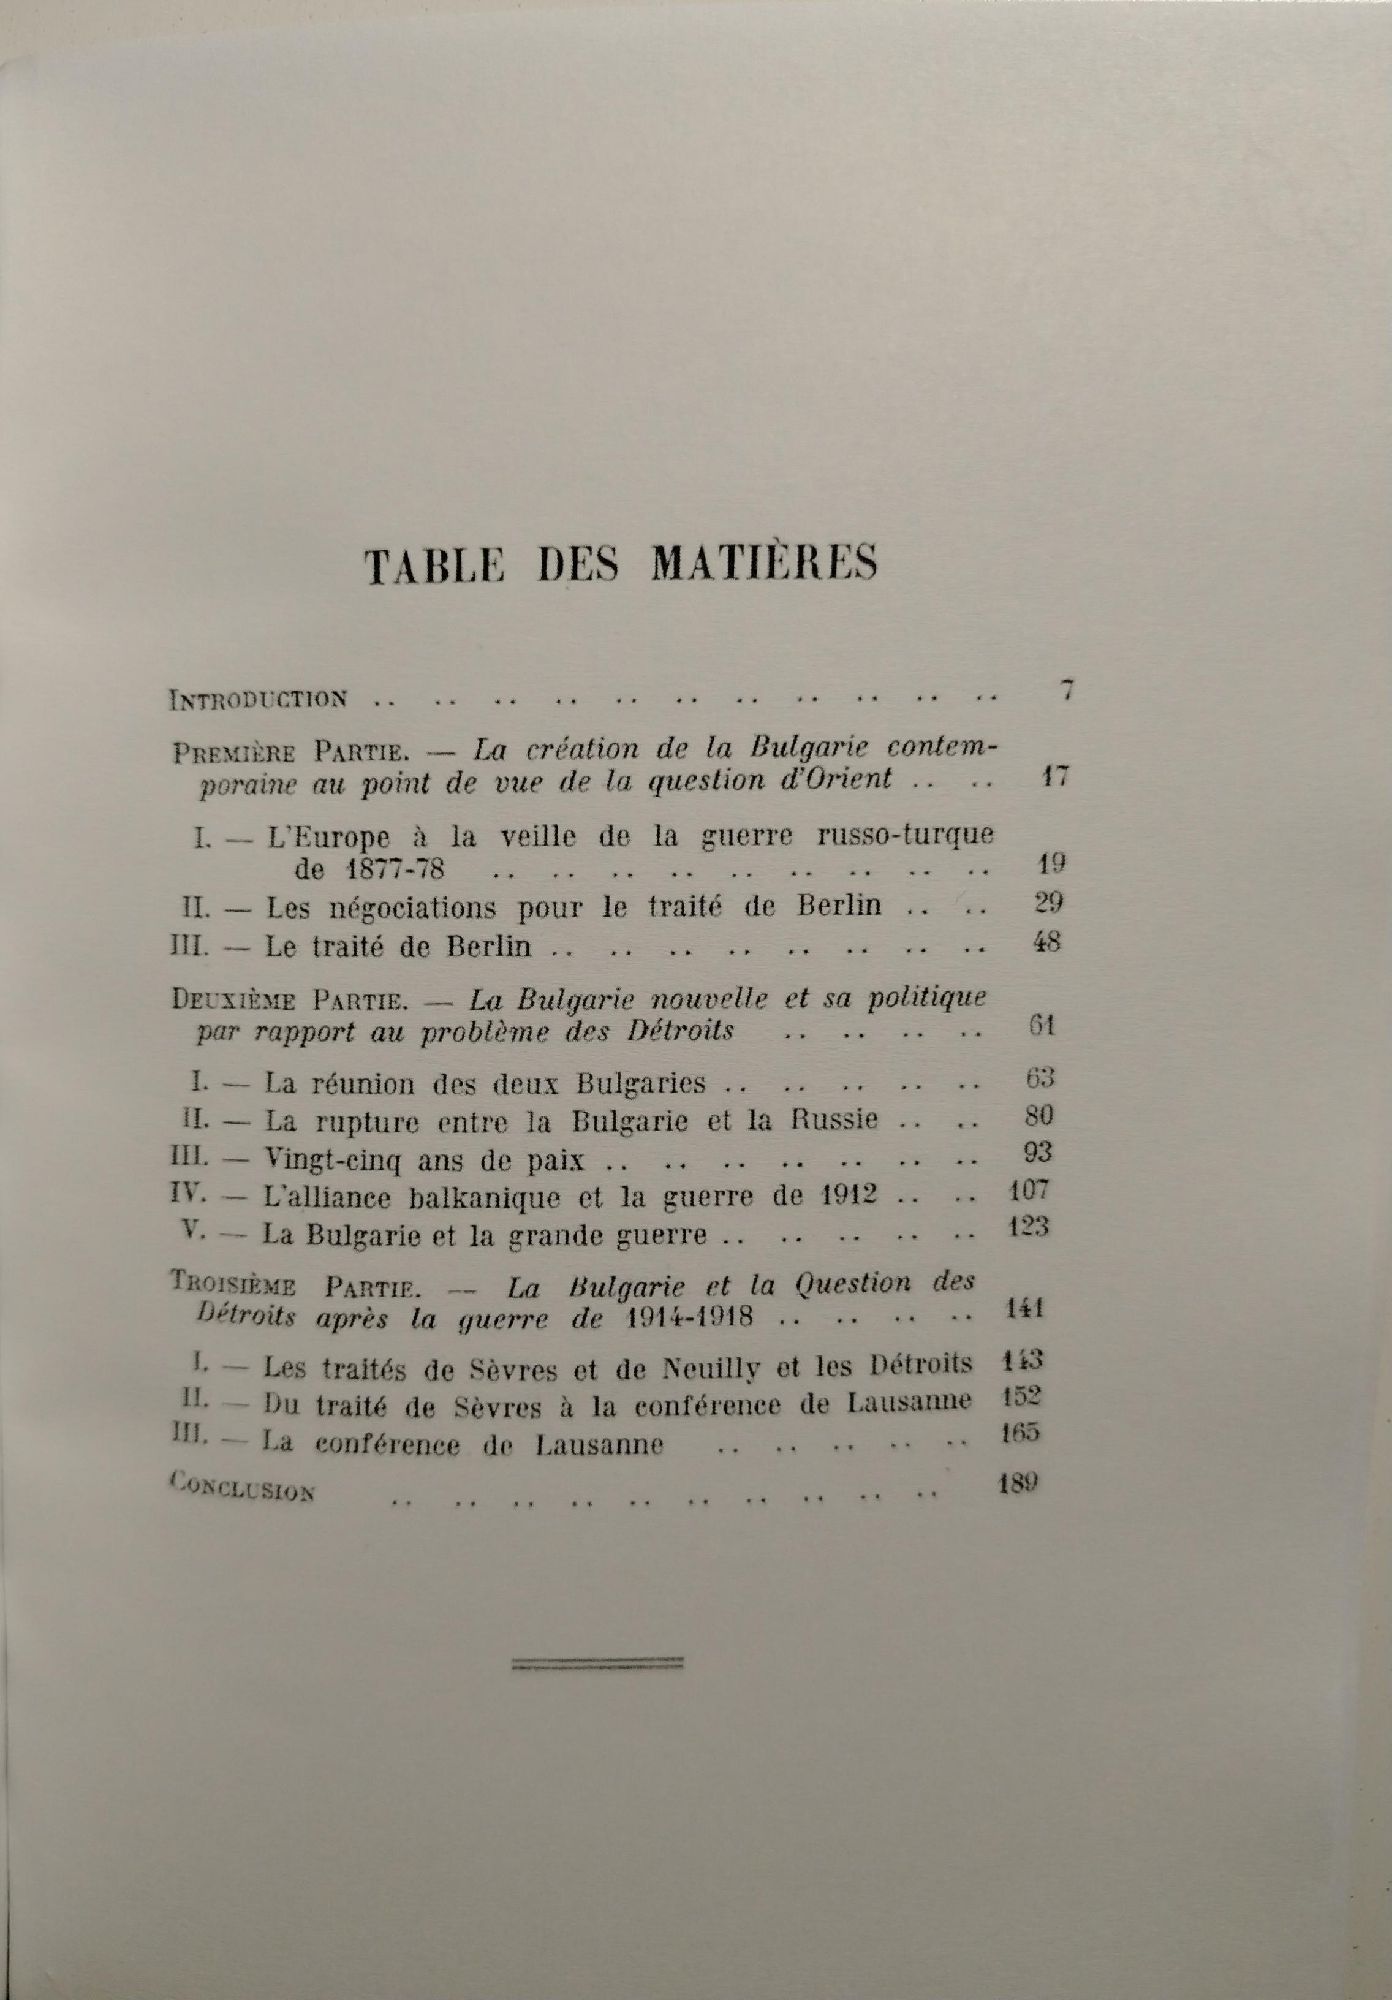 TABLE DES MATIÈRES
INTRODUCTION .. .. .. .. .. .. .. .. .. .. .. 7
PREMIÈRE PARTIE. — La création de la Bulgarie contem-
poraine au point de vue de la question d'Orient .. .. 17
I. — L'Europe à la veille de la guerre russo-turque
de 1877-78 .. .. .. .. .. .. .. .. .. 19
II. — Les négociations pour le traité de Berlin .. .. 29
III. — Le traité de Berlin .. .. .. .. .. .. .. .. 48
DEUXIÈME PARTIE. — La Bulgarie nouvelle et sa politique
par rapport au problème des Détroits .. .. .. .. 61
I. — La réunion des deux Bulgaries .. .. .. .. .. 63
II. — La rupture entre la Bulgarie et la Russie .. .. 80
III. — Vingt-cinq ans de paix .. .. .. .. .. .. .. 93
IV. — L'alliance balkanique et la guerre de 1912 .. .. 107
V. — La Bulgarie et la grande guerre .. .. .. .. .. 123
TROISIÈME PARTIE. — La Bulgarie et la Question des
Détroits après la guerre de 1914-1918 .. .. .. .. 141
I. — Les traités de Sèvres et de Neuilly et les Détroits 143
II. — Du traité de Sèvres à la conférence de Lausanne 152
III. — La conférence de Lausanne .. .. .. .. .. 165
CONCLUSION .. .. .. .. .. .. .. .. .. .. 189